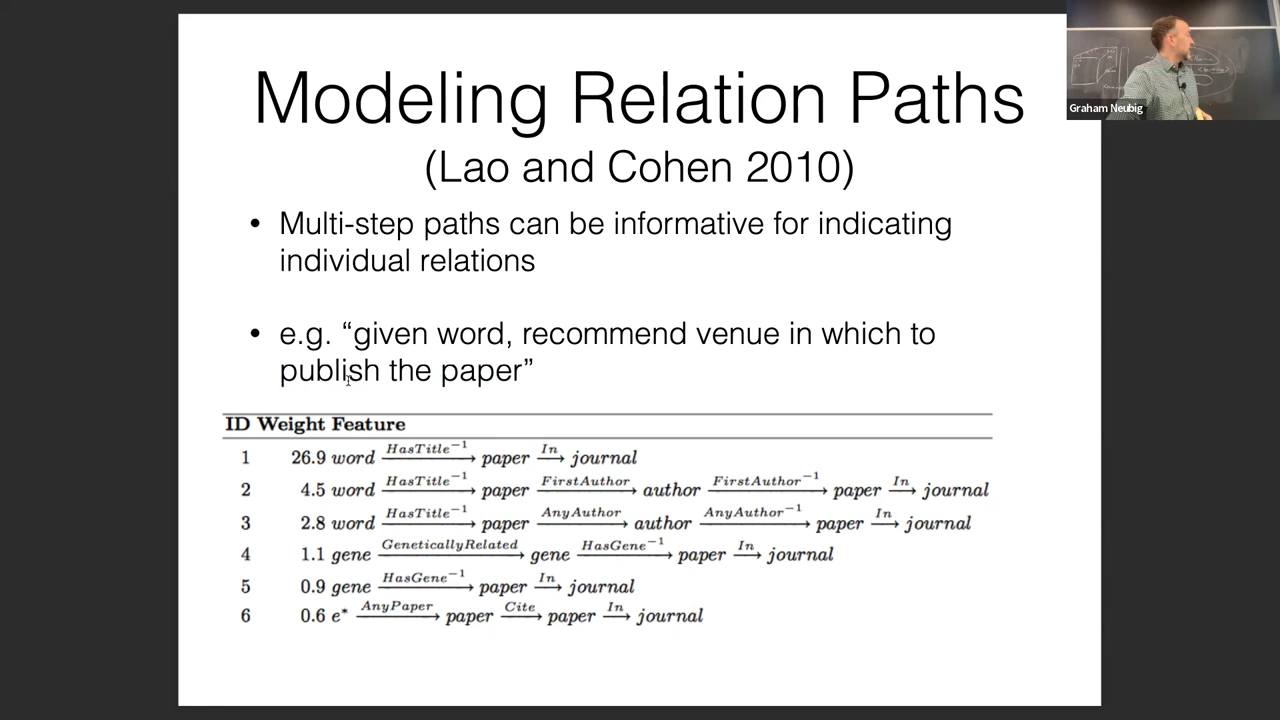 Modeling Relation Paths
(Lao and Cohen 2010)
• Multi-step paths can be informative for indicating
individual relations
• e.g. “given word, recommend venue in which to
publish the paper”
ID Weight Feature
1 26.9 word HasTitle⁻¹ → paper In → journal
2 4.5 word HasTitle⁻¹ → paper FirstAuthor → author FirstAuthor⁻¹ → paper In → journal
3 2.8 word HasTitle⁻¹ → paper AnyAuthor → author AnyAuthor⁻¹ → paper In → journal
4 1.1 gene GeneticallyRelated → gene HasGene⁻¹ → paper In → journal
5 0.9 gene HasGene⁻¹ → paper In → journal
6 0.6 e* AnyPaper → paper Cite → paper In → journal
Graham Neubig